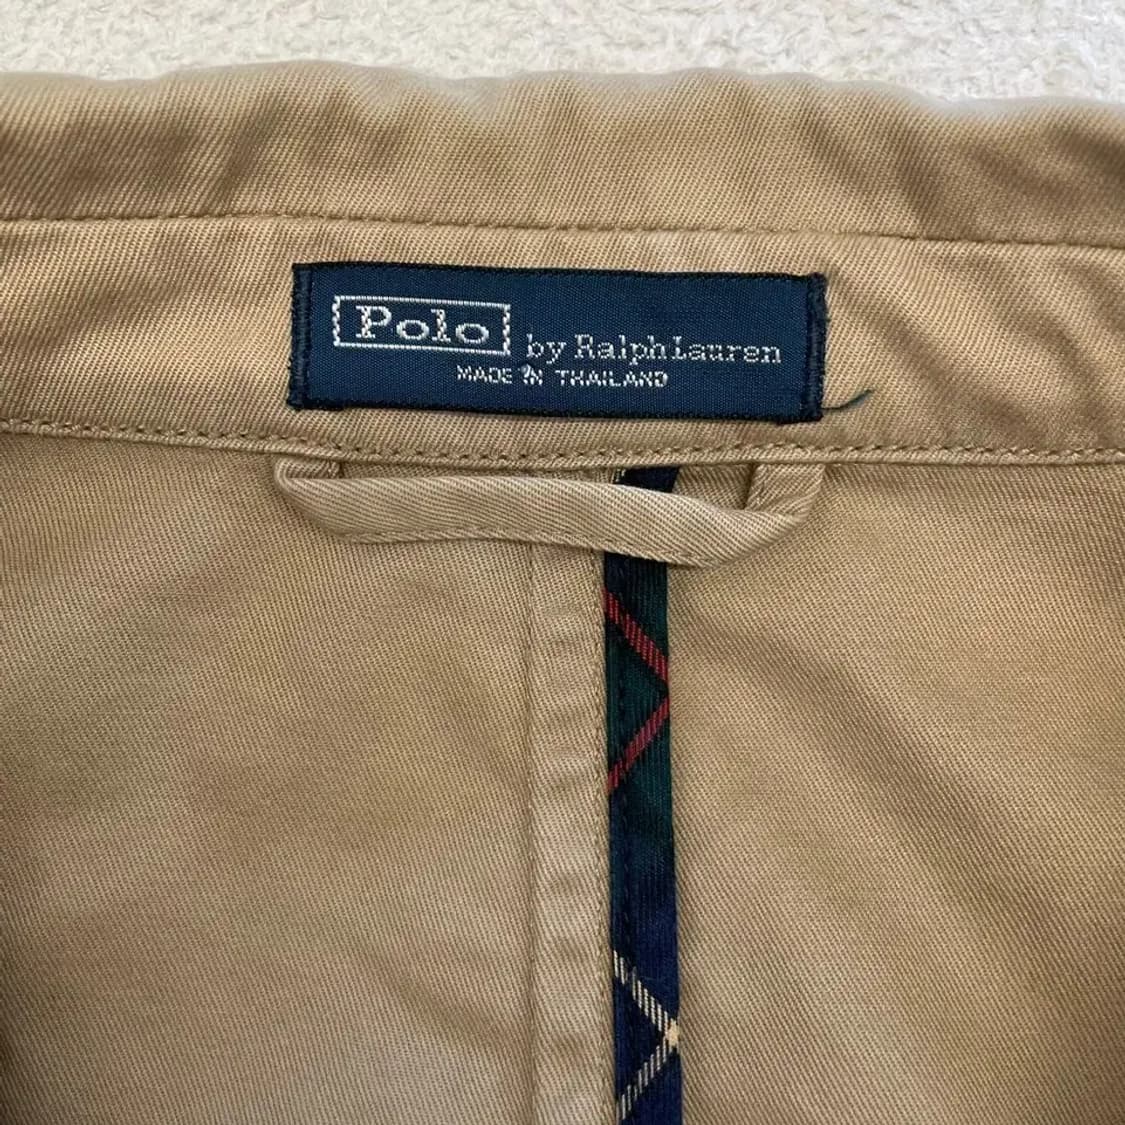 Polo by Ralph Lauren
MADE IN THAILAND